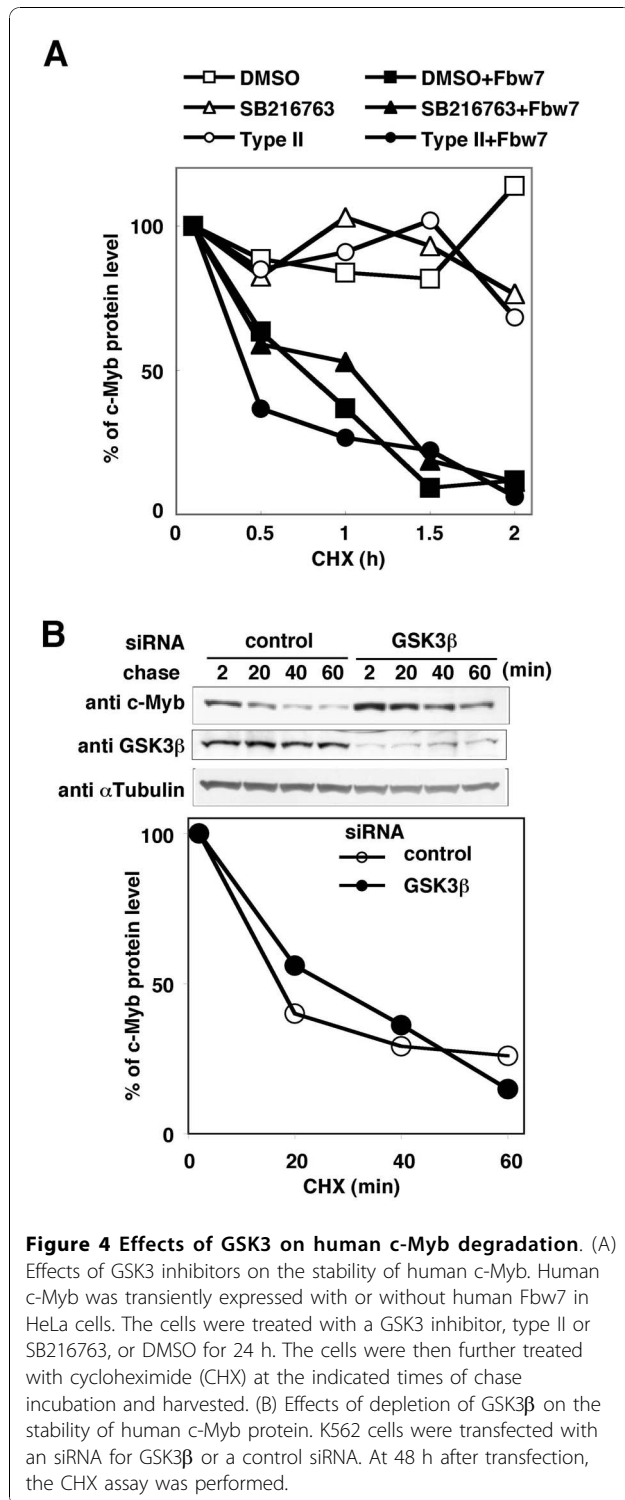 A
DMSO DMSO+Fbw7
SB216763 SB216763+Fbw7
Type II Type II+Fbw7
% of c-Myb protein level
100
50
0
0 0.5 1 1.5 2
CHX (h)
B
siRNA control GSK3β
chase 2 20 40 60 2 20 40 60 (min)
anti c-Myb
anti GSK3β
anti αTubulin
% of c-Myb protein level
100
50
0
siRNA
control
GSK3β
0 20 40 60
CHX (min)
Figure 4 Effects of GSK3 on human c-Myb degradation. (A)
Effects of GSK3 inhibitors on the stability of human c-Myb. Human
c-Myb was transiently expressed with or without human Fbw7 in
HeLa cells. The cells were treated with a GSK3 inhibitor, type II or
SB216763, or DMSO for 24 h. The cells were then further treated
with cycloheximide (CHX) at the indicated times of chase
incubation and harvested. (B) Effects of depletion of GSK3β on the
stability of human c-Myb protein. K562 cells were transfected with
an siRNA for GSK3β or a control siRNA. At 48 h after transfection,
the CHX assay was performed.